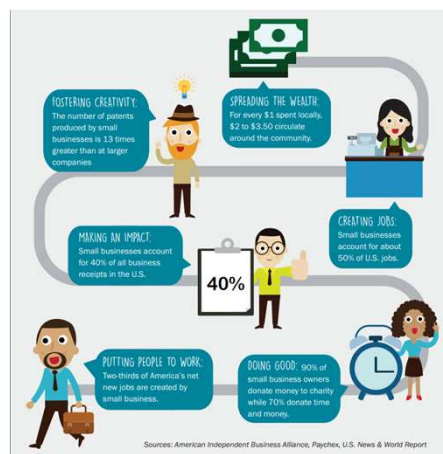 SPREADING THE WEALTH:
For every $1 spent locally,
$2 to $3.50 circulate
around the community.
FOSTERING CREATIVITY:
The number of patents
produced by small
businesses is 13 times
greater than at larger
companies
CREATING JOBS:
Small businesses
account for about
50% of U.S. jobs.
MAKING AN IMPACT:
Small businesses account
for 40% of all business
receipts in the U.S.
40%
PUTTING PEOPLE TO WORK:
Two-thirds of America's net
new jobs are created by
small business.
DOING GOOD: 90% of
small business owners
donate money to charity
while 70% donate time
and money.
Sources: American Independent Business Alliance, Paychex, U.S. News & World Report